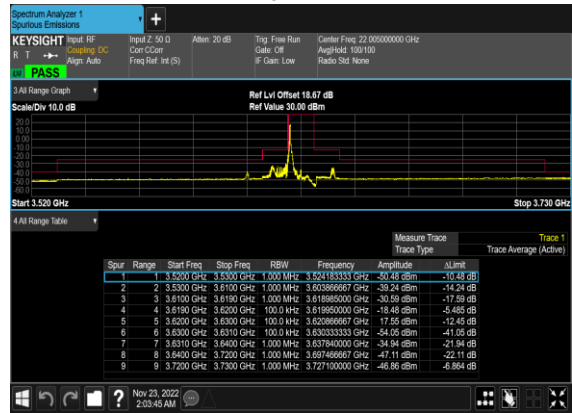 Spectrum Analyzer 1
Spurious Emissions
KEYSIGHT Input: RF Input Z: 50 Ω Atten: 20 dB Trig: Free Run Center Freq: 22.005000000 GHz
R T Coupling: DC Corr CCorr Gate: Off Avg|Hold: 100/100
Align: Auto Freq Ref: Int (S) IF Gain: Low Radio Std: None
PASS
3 All Range Graph
Ref Lvl Offset 18.67 dB
Scale/Div 10.0 dB Ref Value 30.00 dBm
20.0
10.0
0.00
-10.0
-20.0
-30.0
-40.0
-50.0
-60.0
Start 3.520 GHz Stop 3.730 GHz
4 All Range Table
Measure Trace Trace 1
Trace Type Trace Average (Active)
Spur Range Start Freq Stop Freq RBW Frequency Amplitude ΔLimit
1 1 3.5200 GHz 3.5300 GHz 1.000 MHz 3.524183333 GHz -50.48 dBm -10.48 dB
2 2 3.5300 GHz 3.6100 GHz 1.000 MHz 3.603866667 GHz -39.24 dBm -14.24 dB
3 3 3.6100 GHz 3.6190 GHz 1.000 MHz 3.618985000 GHz -30.59 dBm -17.59 dB
4 4 3.6190 GHz 3.6200 GHz 100.0 kHz 3.619950000 GHz -18.48 dBm -5.485 dB
5 5 3.6200 GHz 3.6300 GHz 100.0 kHz 3.620866667 GHz 17.55 dBm -12.45 dB
6 6 3.6300 GHz 3.6310 GHz 100.0 kHz 3.630333333 GHz -54.05 dBm -41.05 dB
7 7 3.6310 GHz 3.6400 GHz 1.000 MHz 3.637840000 GHz -34.94 dBm -21.94 dB
8 8 3.6400 GHz 3.7200 GHz 1.000 MHz 3.697466667 GHz -47.11 dBm -22.11 dB
9 9 3.7200 GHz 3.7300 GHz 1.000 MHz 3.727100000 GHz -46.86 dBm -6.864 dB
Nov 23, 2022
2:03:45 AM